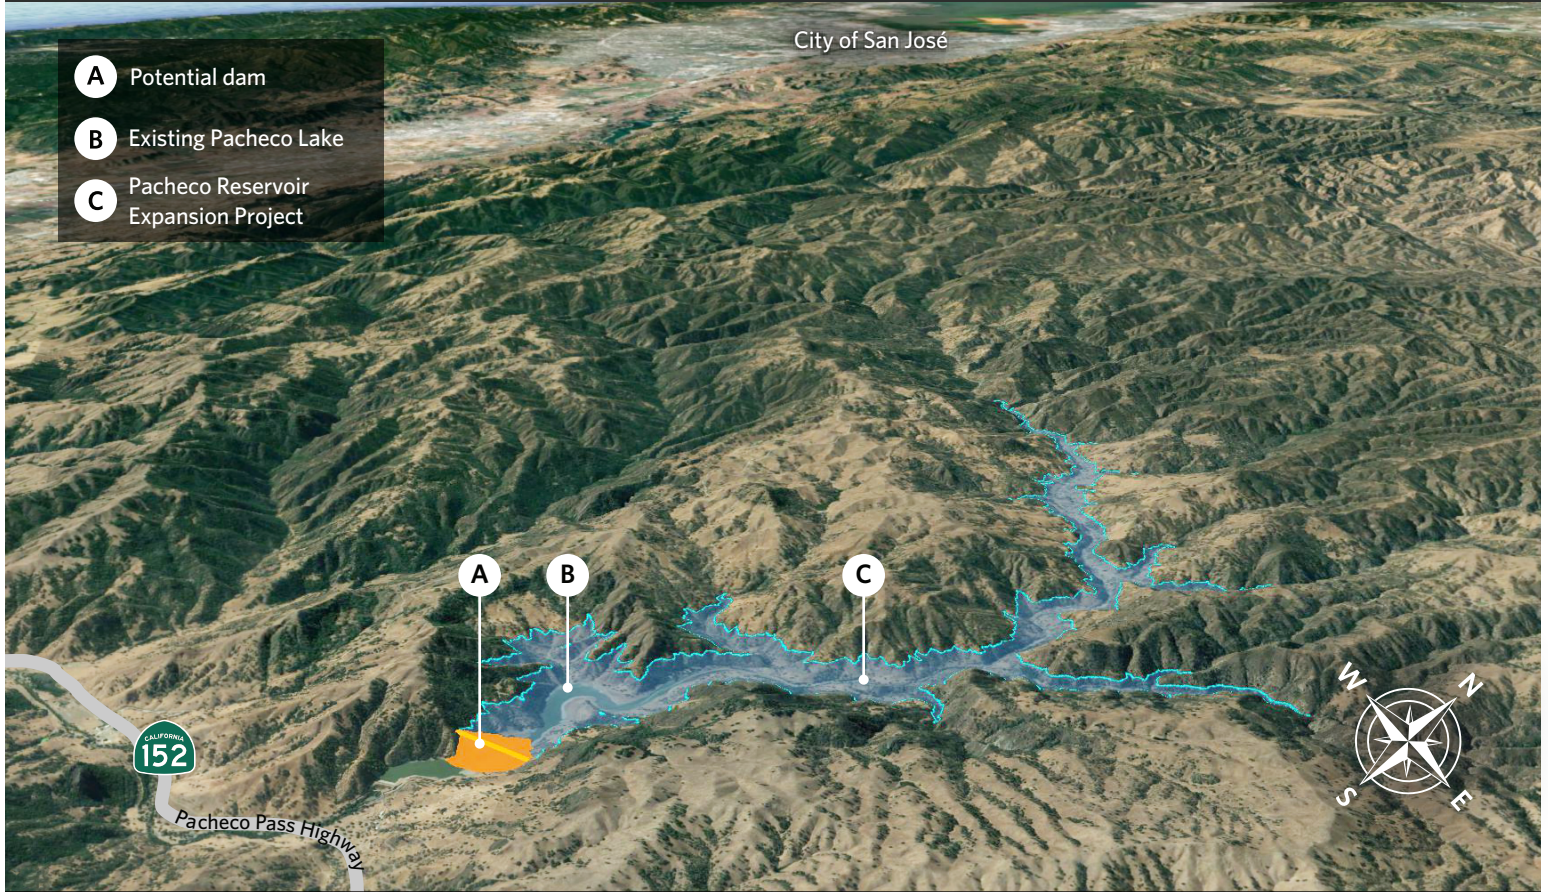 City of San José
A Potential dam
B Existing Pacheco Lake
C Pacheco Reservoir
Expansion Project
A
B
C
CALIFORNIA
152
Pacheco Pass Highway
W
N
S
E